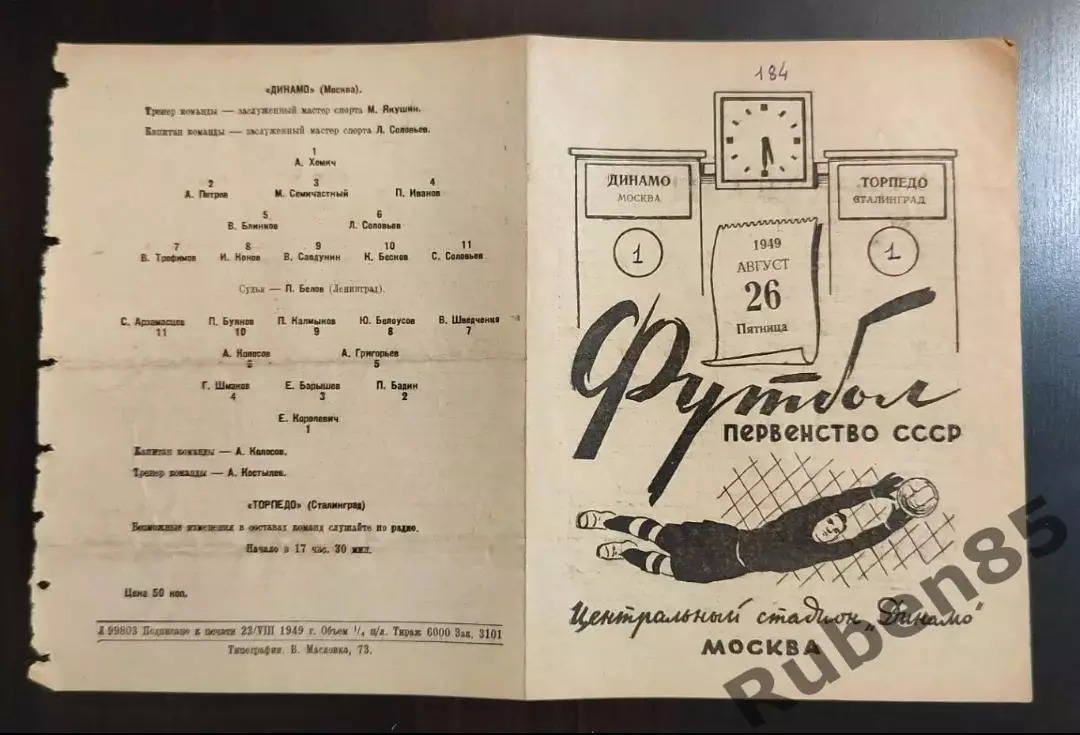 «ДИНАМО» (Москва).
Тренер команды — заслуженный мастер спорта М. Якушин.
Капитан команды — заслуженный мастер спорта Л. Соловьев.
1
А. Хомич
2 3 4
А. Петров М. Семичастный П. Иванов
5 6
В. Блинков Л. Соловьев
7 8 9 10 11
В. Трофимов И. Конов В. Савдунин К. Бесков С. Соловьев
Судья — П. Белов (Ленинград).
С. Арзамасцев П. Буянов П. Калмыков Ю. Белоусов В. Шведченко
11 10 9 8 7
А. Колосов А. Григорьев
6 5
Г. Шмаков Е. Барышев П. Бадин
4 3 2
Е. Королевич
1
Капитан команды — А. Колосов.
Тренер команды — А. Костылев.
«ТОРПЕДО» (Сталинград)
Возможные изменения в составах команд слушайте по радио.
Начало в 17 час. 30 мин.
Цена 50 коп.
Л 99803 Подписано к печати 23/VIII 1949 г. Объем п/л. Тираж 6000 Зак. 3101
Типография. В. Масловка, 73.
184
ДИНАМО
МОСКВА
1
ТОРПЕДО
СТАЛИНГРАД
1
1949
АВГУСТ
26
Пятница
Футбол
ПЕРВЕНСТВО СССР
Центральный стадион „Динамо"
МОСКВА
Ruben85